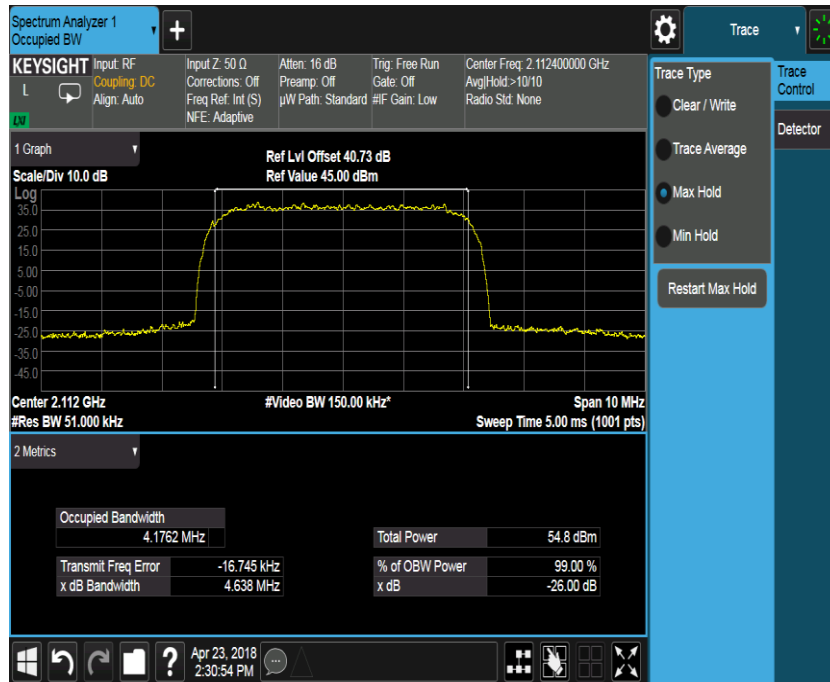 Spectrum Analyzer 1
Occupied BW
Trace
KEYSIGHT
L
LXI
Input: RF
Coupling: DC
Align: Auto
Input Z: 50 Ω
Corrections: Off
Freq Ref: Int (S)
NFE: Adaptive
Atten: 16 dB
Preamp: Off
µW Path: Standard
Trig: Free Run
Gate: Off
#IF Gain: Low
Center Freq: 2.112400000 GHz
Avg|Hold:>10/10
Radio Std: None
1 Graph
Scale/Div 10.0 dB
Ref Lvl Offset 40.73 dB
Ref Value 45.00 dBm
Log
35.0
25.0
15.0
5.00
-5.00
-15.0
-25.0
-35.0
-45.0
Center 2.112 GHz
#Res BW 51.000 kHz
#Video BW 150.00 kHz*
Span 10 MHz
Sweep Time 5.00 ms (1001 pts)
2 Metrics
Occupied Bandwidth
4.1762 MHz
Total Power 54.8 dBm
Transmit Freq Error -16.745 kHz
% of OBW Power 99.00 %
x dB Bandwidth 4.638 MHz
x dB -26.00 dB
Trace Type
Clear / Write
Trace Average
Max Hold
Min Hold
Restart Max Hold
Trace
Control
Detector
?
Apr 23, 2018
2:30:54 PM